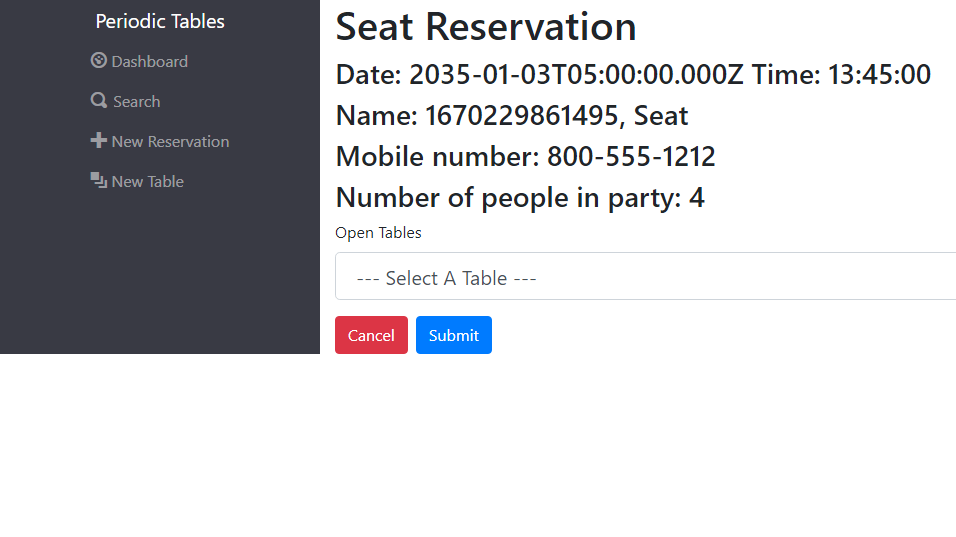 Periodic Tables
Dashboard
Search
New Reservation
New Table
Seat Reservation
Date: 2035-01-03T05:00:00.000Z Time: 13:45:00
Name: 1670229861495, Seat
Mobile number: 800-555-1212
Number of people in party: 4
Open Tables
--- Select A Table ---
Cancel Submit